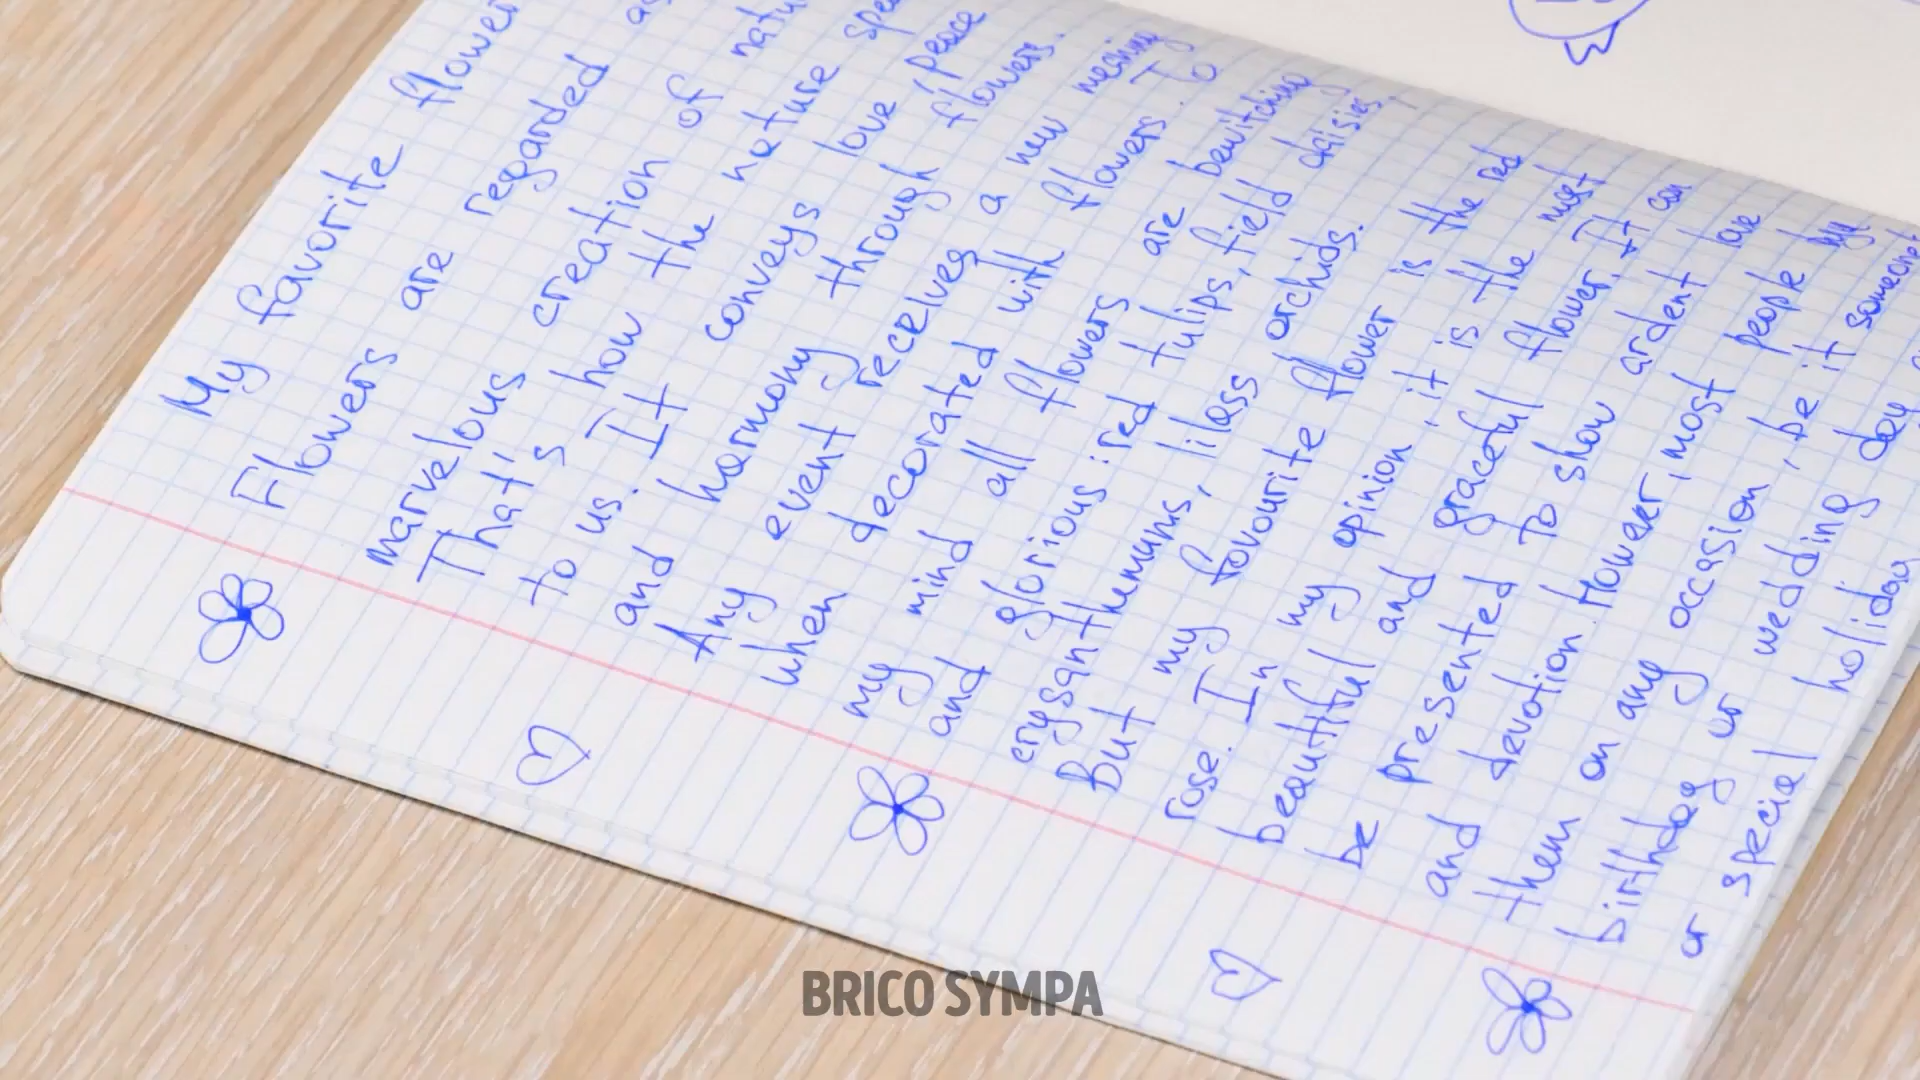 My favorite flower
Flowers are regarded as
marvelous creation of
That's how the nature
to us. It conveys love, peace
and harmony through flowers.
Any event receives a new meaning
when decorated with flowers. To
my mind all flowers are bewitching
and glorious: red tulips, field daisies,
crysanthemums, lilacs orchids.
But my favourite flower is the red
rose. In my opinion, it is the most
beautiful and graceful flower. It can
be presented to show ardent love
and devotion. Howewer, most people
them on any occasion, be it someone
birthday or wedding day
or special holiday
BRICO SYMPA